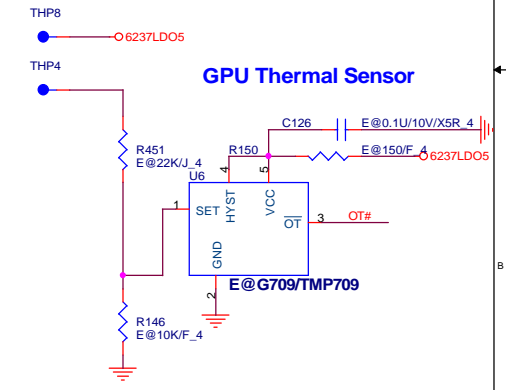 THP8
6237LDO5
THP4
GPU Thermal Sensor
C126
E@0.1U/10V/X5R_4
R451
E@22K/J_4
R150
E@150/F_4
6237LDO5
U6
4
5
1
SET
HYST
VCC
OT
3
OT#
GND
2
E@G709/TMP709
B
R146
E@10K/F_4